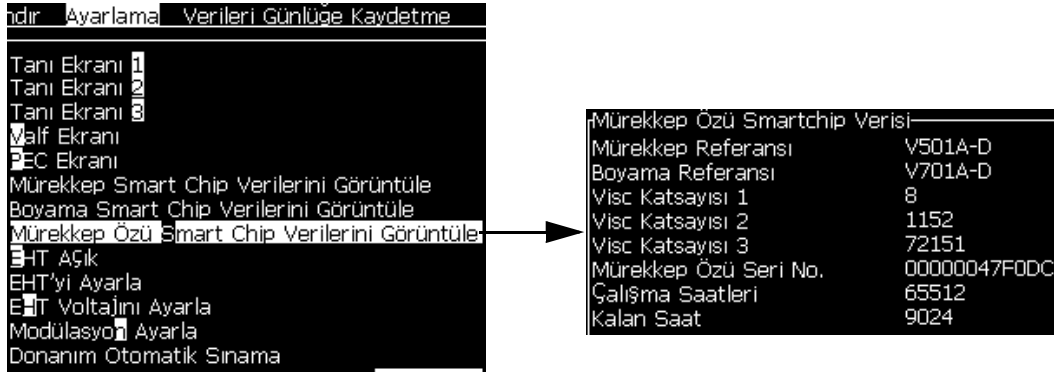 ndır Ayarlama Verileri Günlüğe Kaydetme
Tanı Ekranı 1
Tanı Ekranı 2
Tanı Ekranı 3
Valf Ekranı
PEC Ekranı
Mürekkep Smart Chip Verilerini Görüntüle
Boyama Smart Chip Verilerini Görüntüle
Mürekkep Özü Smart Chip Verilerini Görüntüle
EHT Açık
EHT'yi Ayarla
EHT Voltajını Ayarla
Modülasyon Ayarla
Donanım Otomatik Sınama
Mürekkep Özü Smartchip Verisi
Mürekkep Referansı V501A-D
Boyama Referansı V701A-D
Visc Katsayısı 1 8
Visc Katsayısı 2 1152
Visc Katsayısı 3 72151
Mürekkep Özü Seri No. 00000047F0DC
Çalışma Saatleri 65512
Kalan Saat 9024